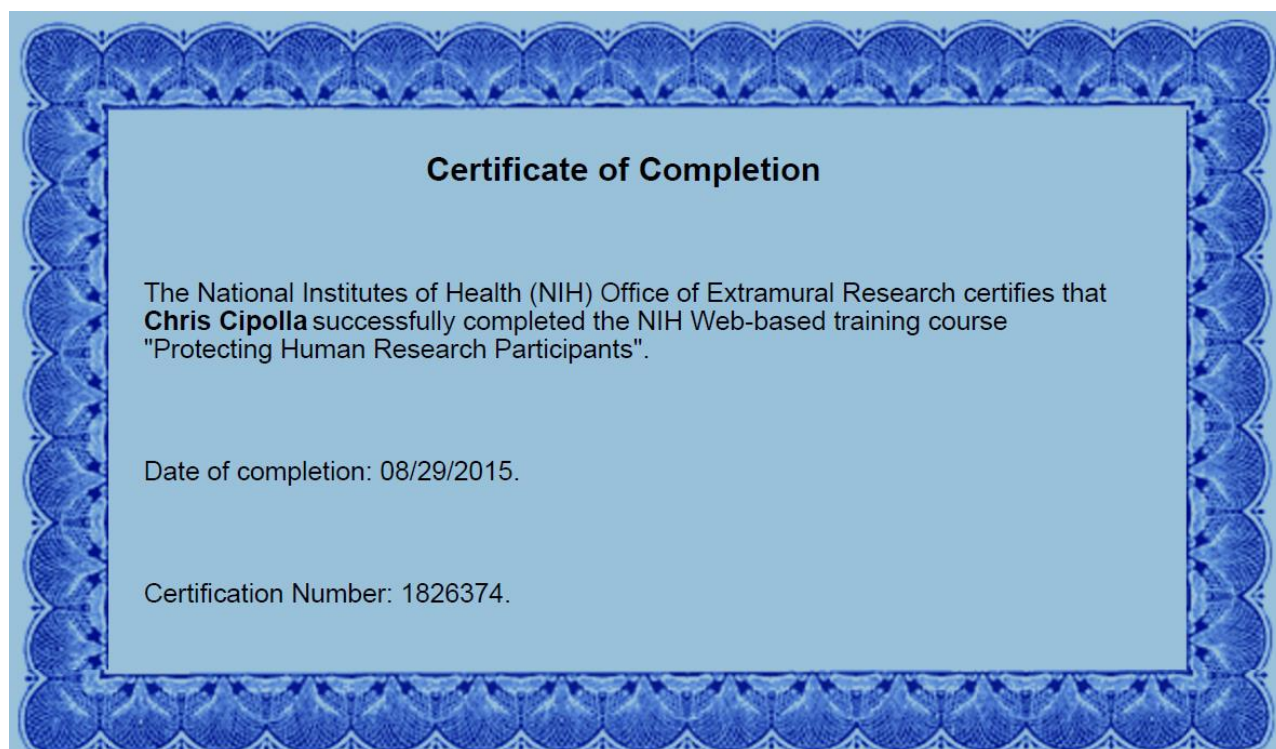 Certificate of Completion
The National Institutes of Health (NIH) Office of Extramural Research certifies that
Chris Cipolla successfully completed the NIH Web-based training course
"Protecting Human Research Participants".
Date of completion: 08/29/2015.
Certification Number: 1826374.